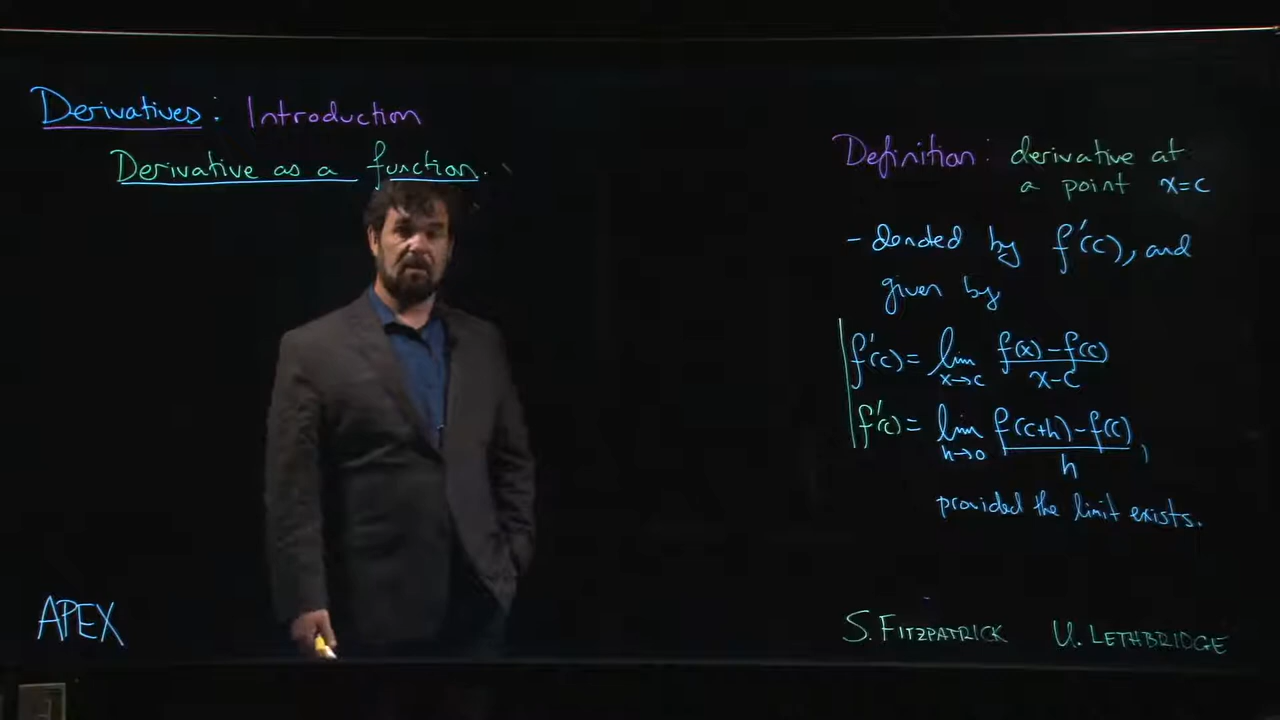 Derivatives: Introduction
Derivative as a function.
Definition: derivative at
a point x=c
- denoted by f'(c), and
given by
f'(c) = lim x→c f(x)-f(c) / x-c
f'(c) = lim h→0 f(c+h)-f(c) / h ,
provided the limit exists.
APEX
S. FITZPATRICK U. LETHBRIDGE